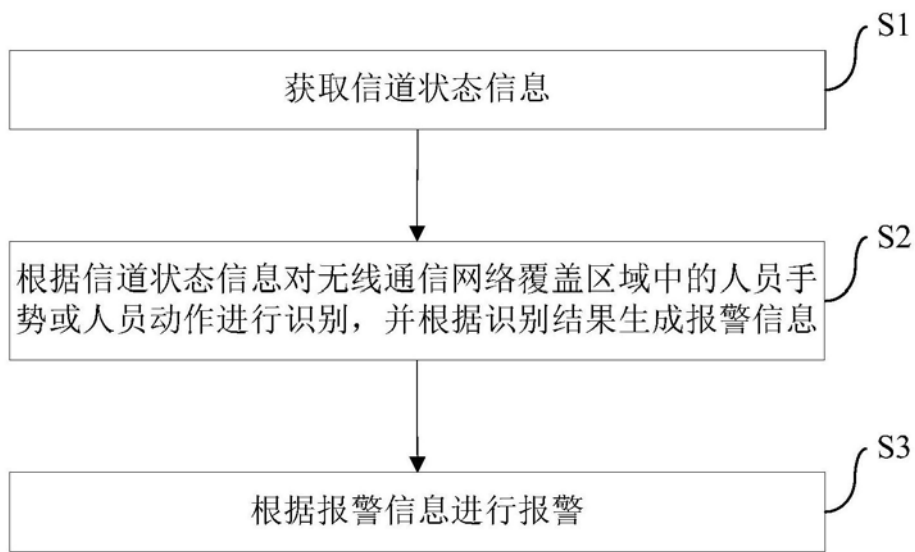 S1
获取信道状态信息
S2
根据信道状态信息对无线通信网络覆盖区域中的人员手
势或人员动作进行识别，并根据识别结果生成报警信息
S3
根据报警信息进行报警